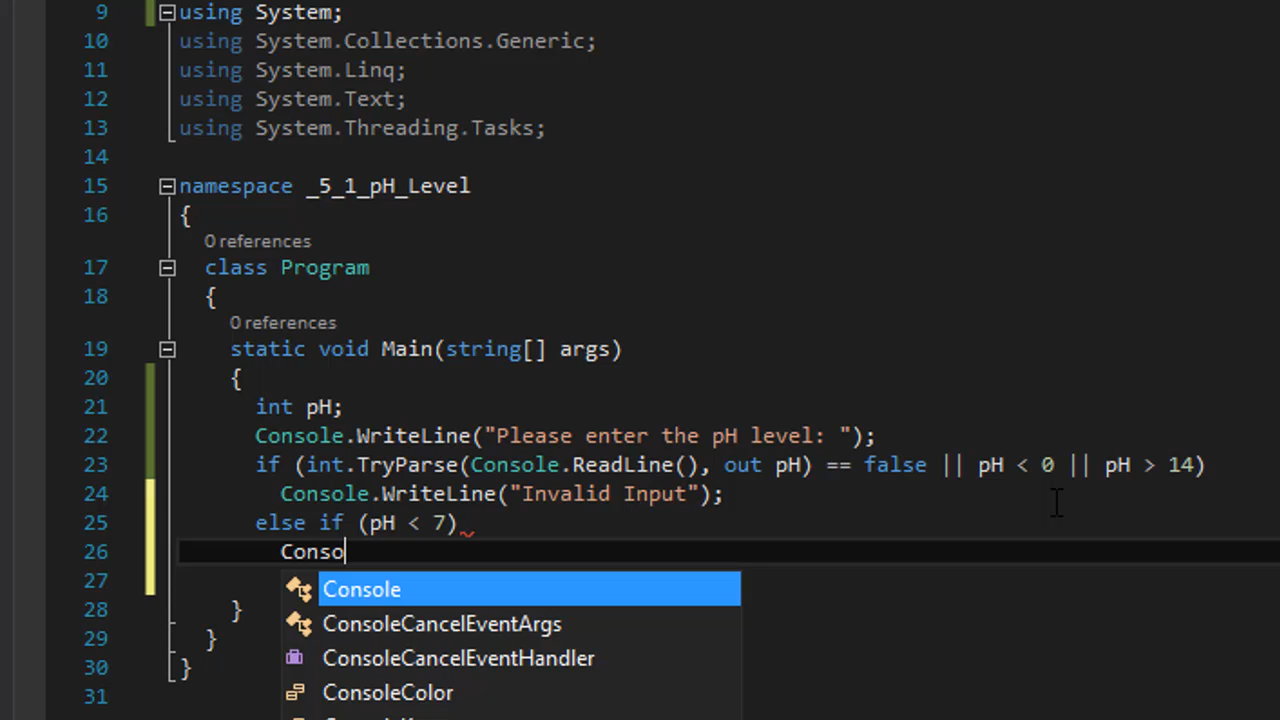 9 using System;
10 using System.Collections.Generic;
11 using System.Linq;
12 using System.Text;
13 using System.Threading.Tasks;
14
15 namespace _5_1_pH_Level
16 {
0 references
17 class Program
18 {
0 references
19 static void Main(string[] args)
20 {
21 int pH;
22 Console.WriteLine("Please enter the pH level: ");
23 if (int.TryParse(Console.ReadLine(), out pH) == false || pH < 0 || pH > 14)
24 Console.WriteLine("Invalid Input");
25 else if (pH < 7)
26 Conso
27 Console
28 } ConsoleCancelEventArgs
29 } ConsoleCancelEventHandler
30 } ConsoleColor
31